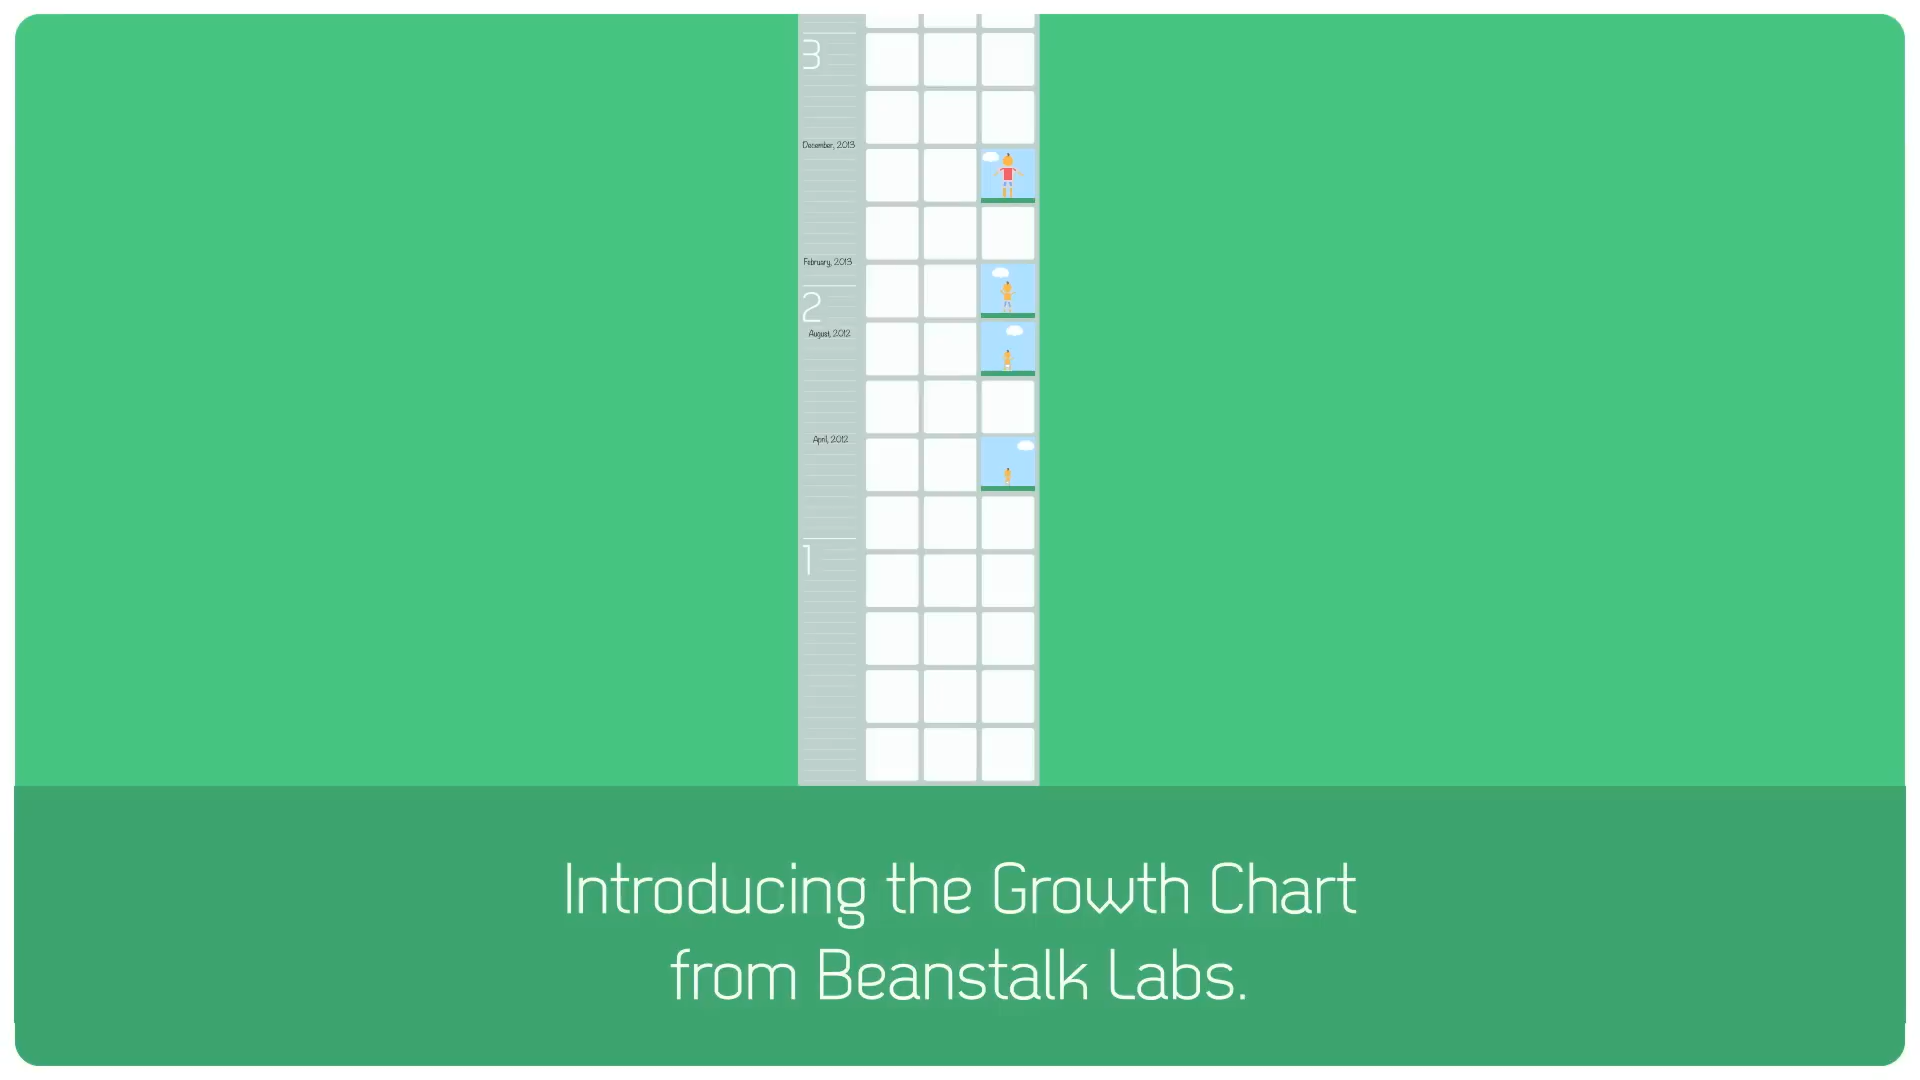 3
December, 2013
February, 2013
2
August, 2012
April, 2012
1
Introducing the Growth Chart
from Beanstalk Labs.